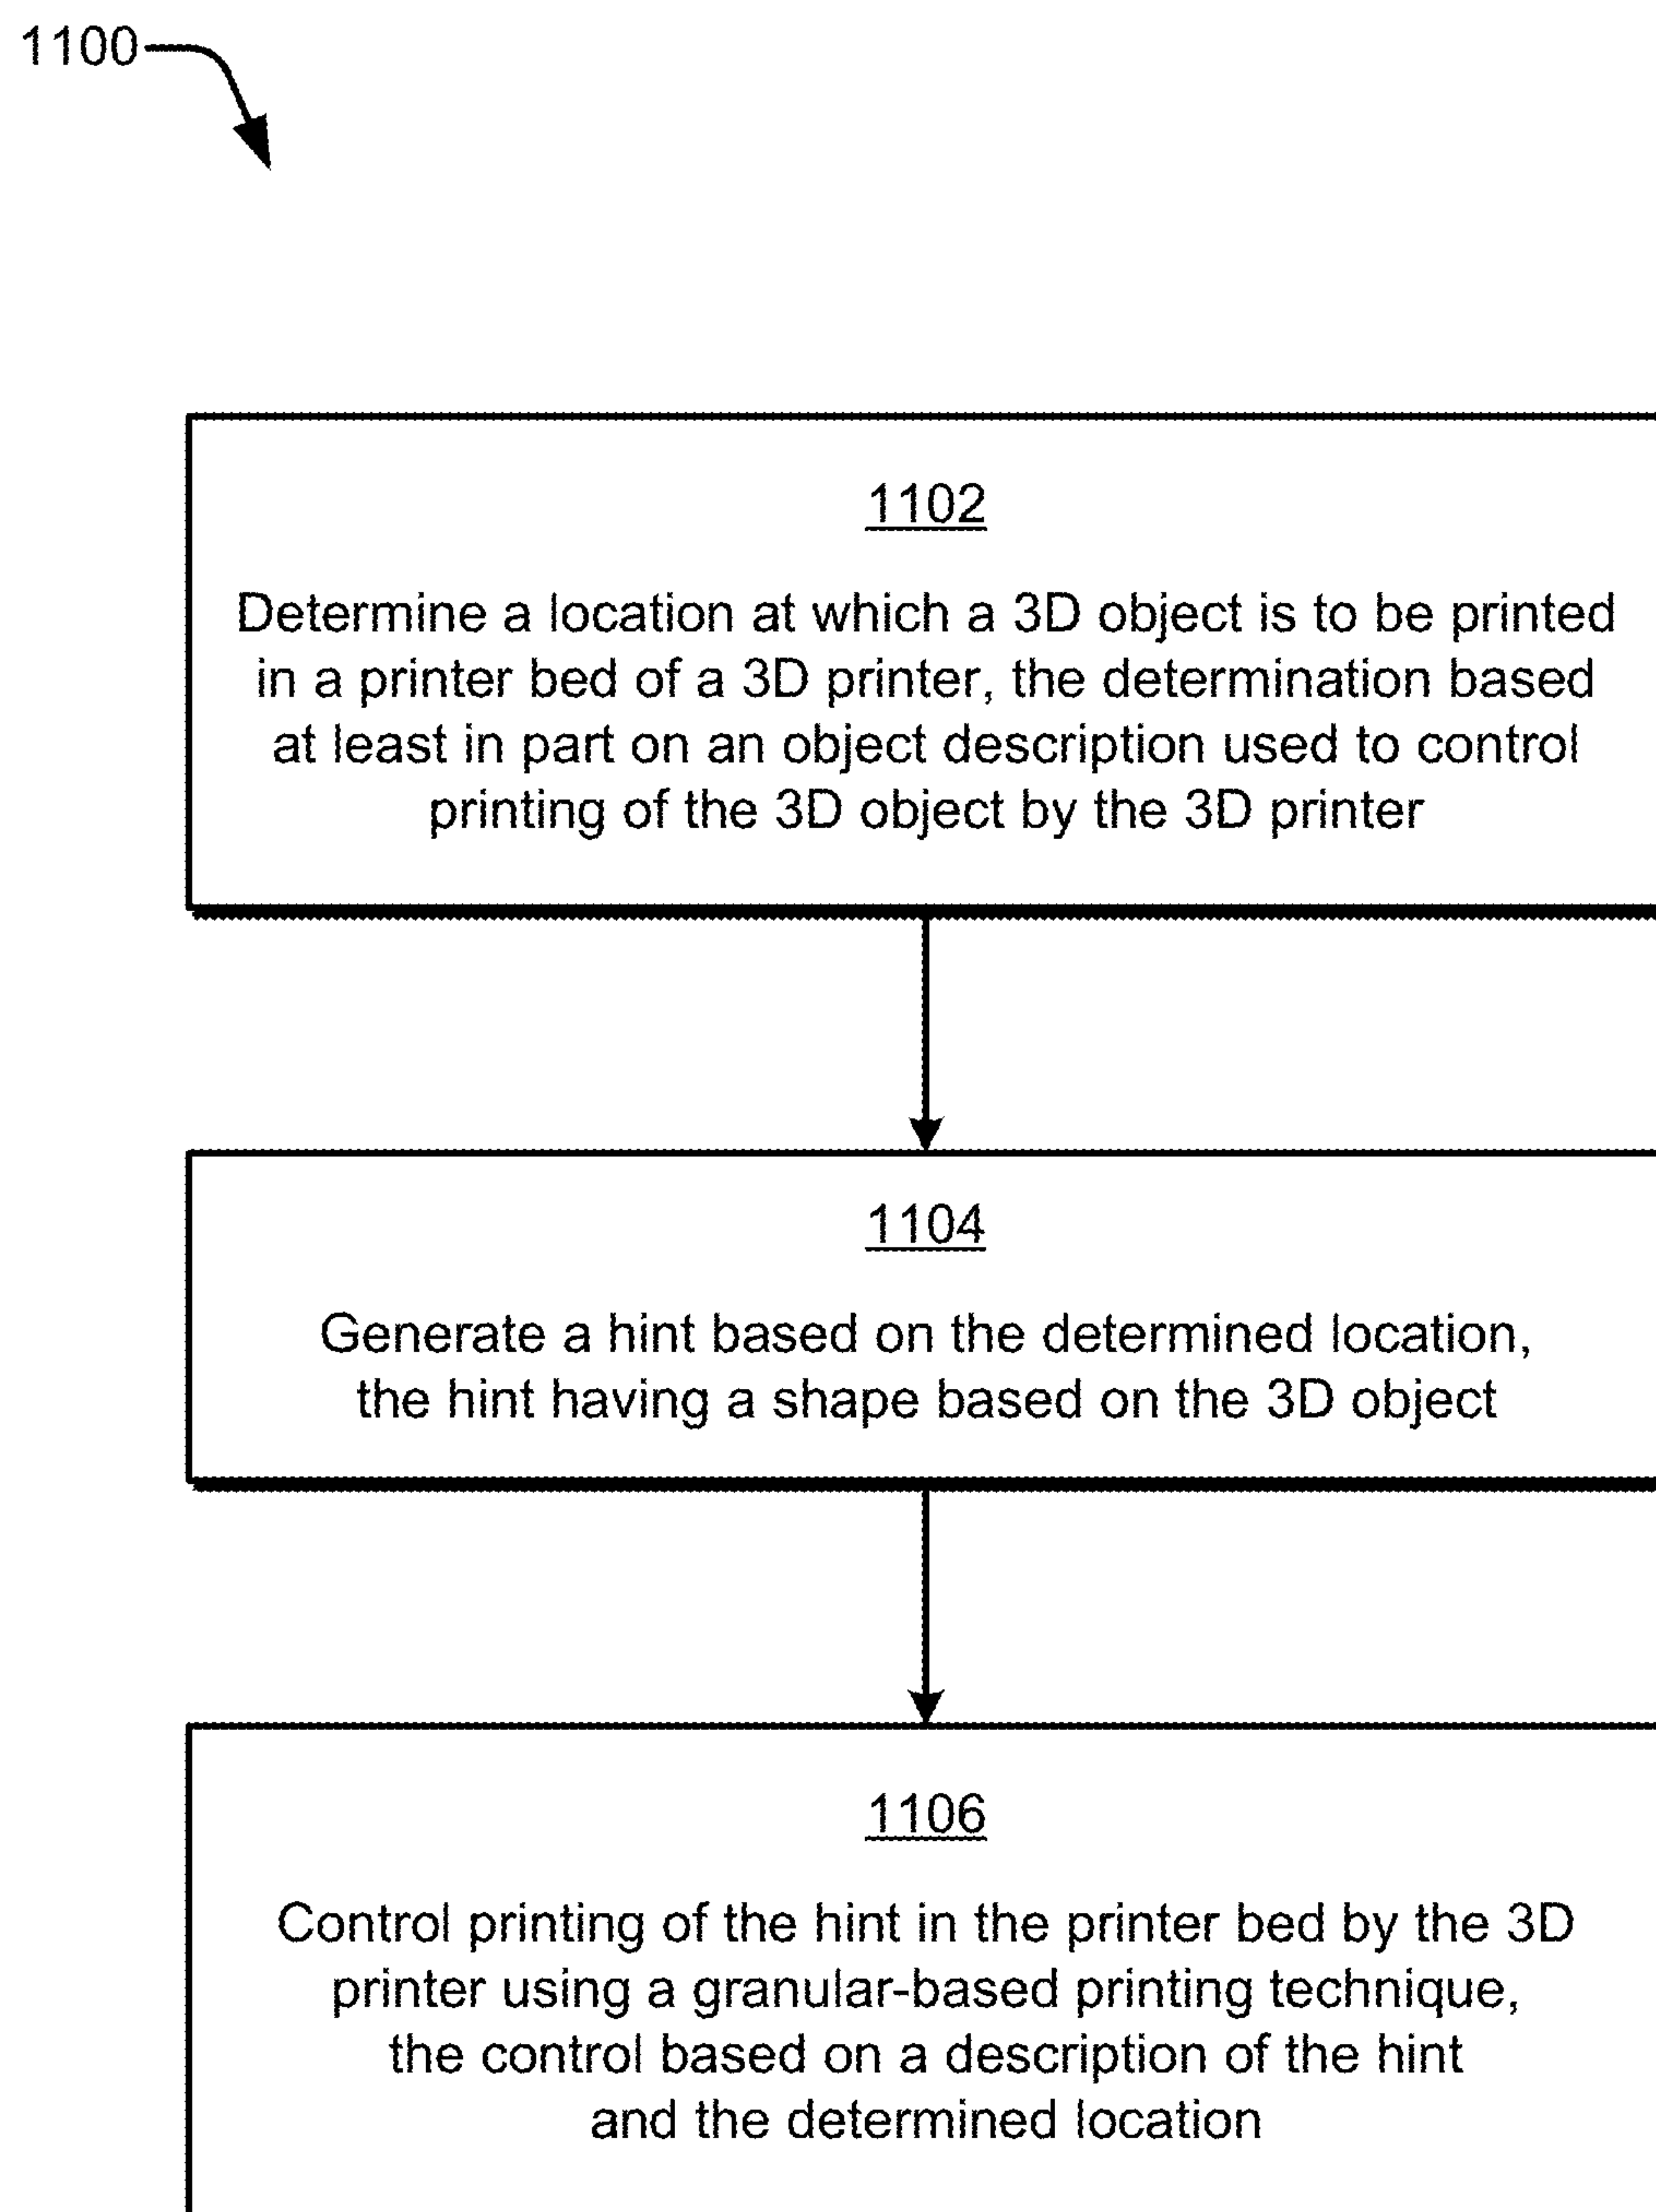 1100
1102
Determine a location at which a 3D object is to be printed
in a printer bed of a 3D printer, the determination based
at least in part on an object description used to control
printing of the 3D object by the 3D printer
1104
Generate a hint based on the determined location,
the hint having a shape based on the 3D object
1106
Control printing of the hint in the printer bed by the 3D
printer using a granular-based printing technique,
the control based on a description of the hint
and the determined location